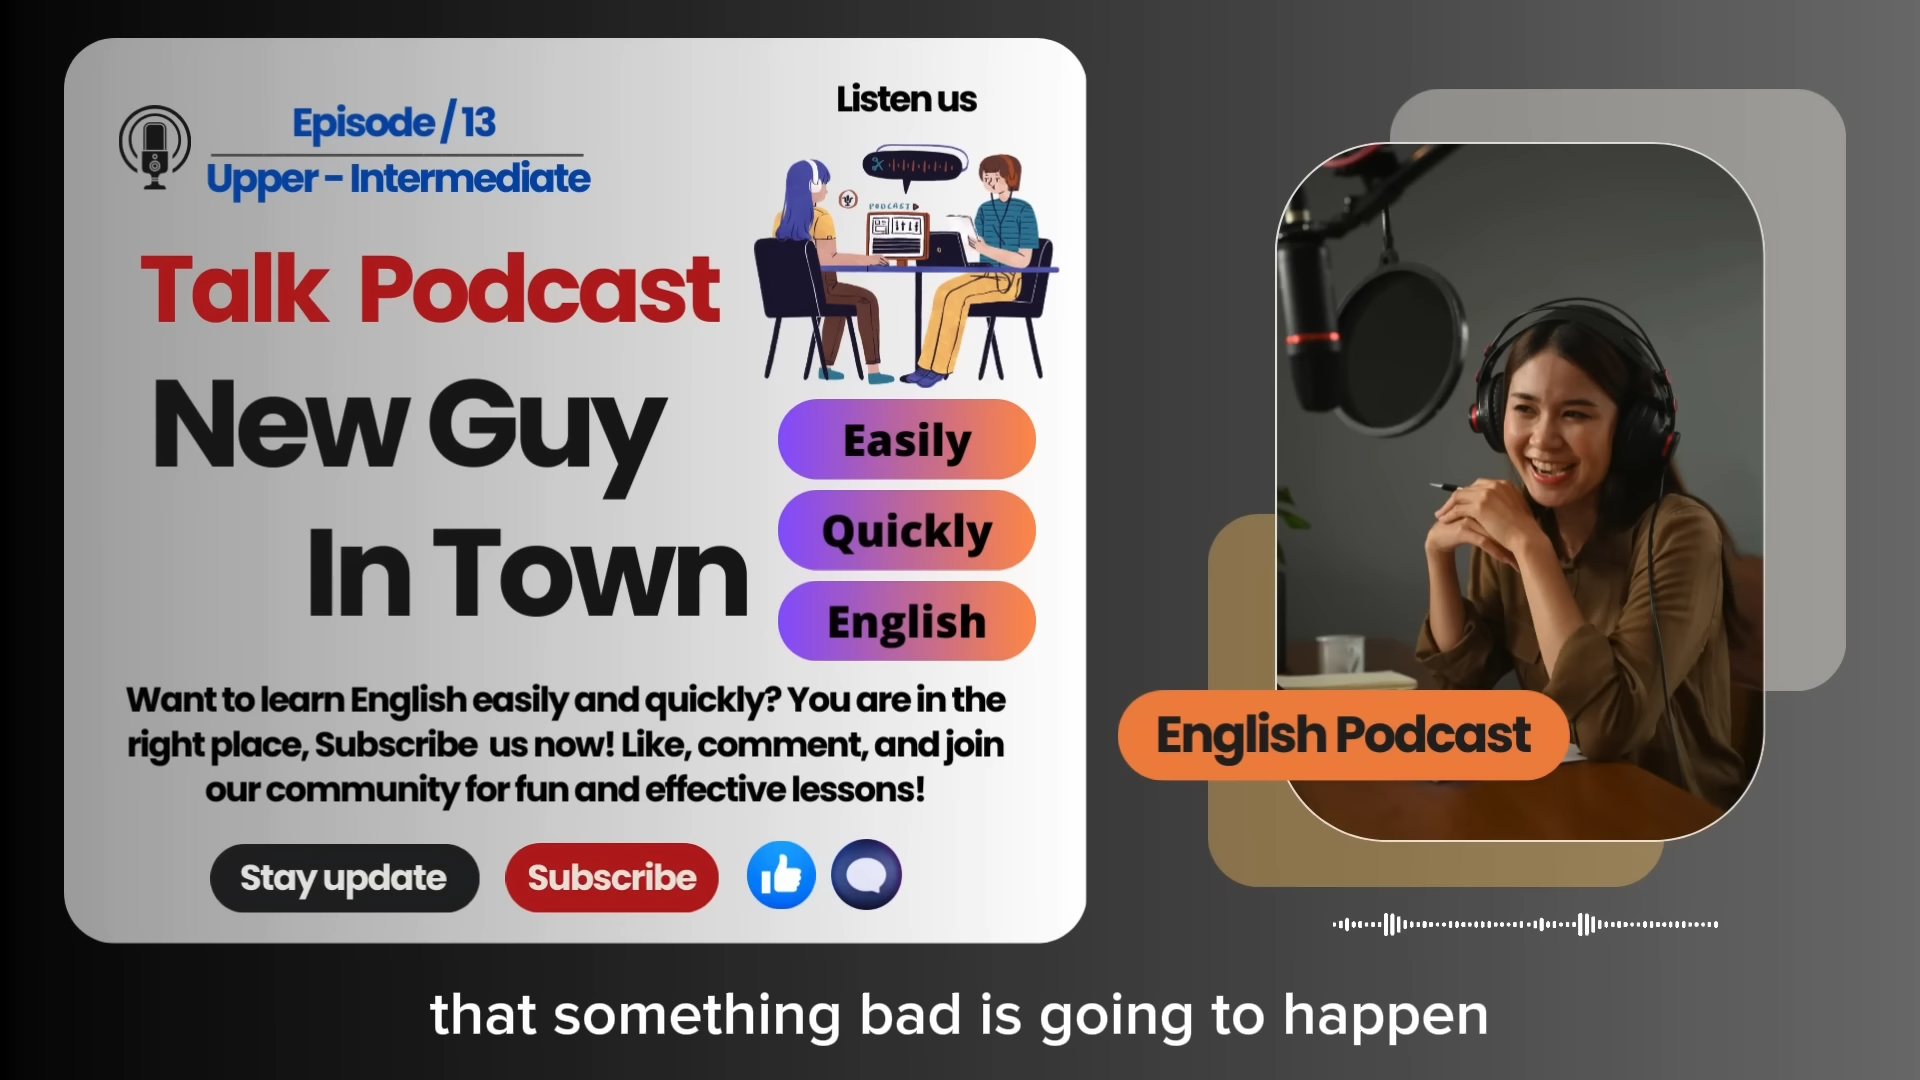 Episode / 13
Upper - Intermediate
Listen us
PODCAST
Talk Podcast
New Guy
In Town
Easily
Quickly
English
Want to learn English easily and quickly? You are in the
right place, Subscribe us now! Like, comment, and join
our community for fun and effective lessons!
Stay update
Subscribe
English Podcast
that something bad is going to happen